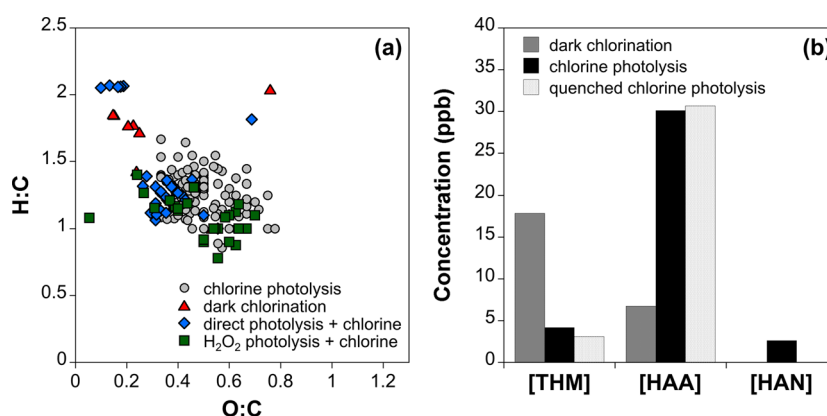 (a)
2.5
2
1.5
1
0.5
0
H:C
0 0.2 0.4 0.6 0.8 1 1.2
O:C
chlorine photolysis
dark chlorination
direct photolysis + chlorine
H₂O₂ photolysis + chlorine
(b)
40
35
30
25
20
15
10
5
0
Concentration (ppb)
dark chlorination
chlorine photolysis
quenched chlorine photolysis
[THM] [HAA] [HAN]